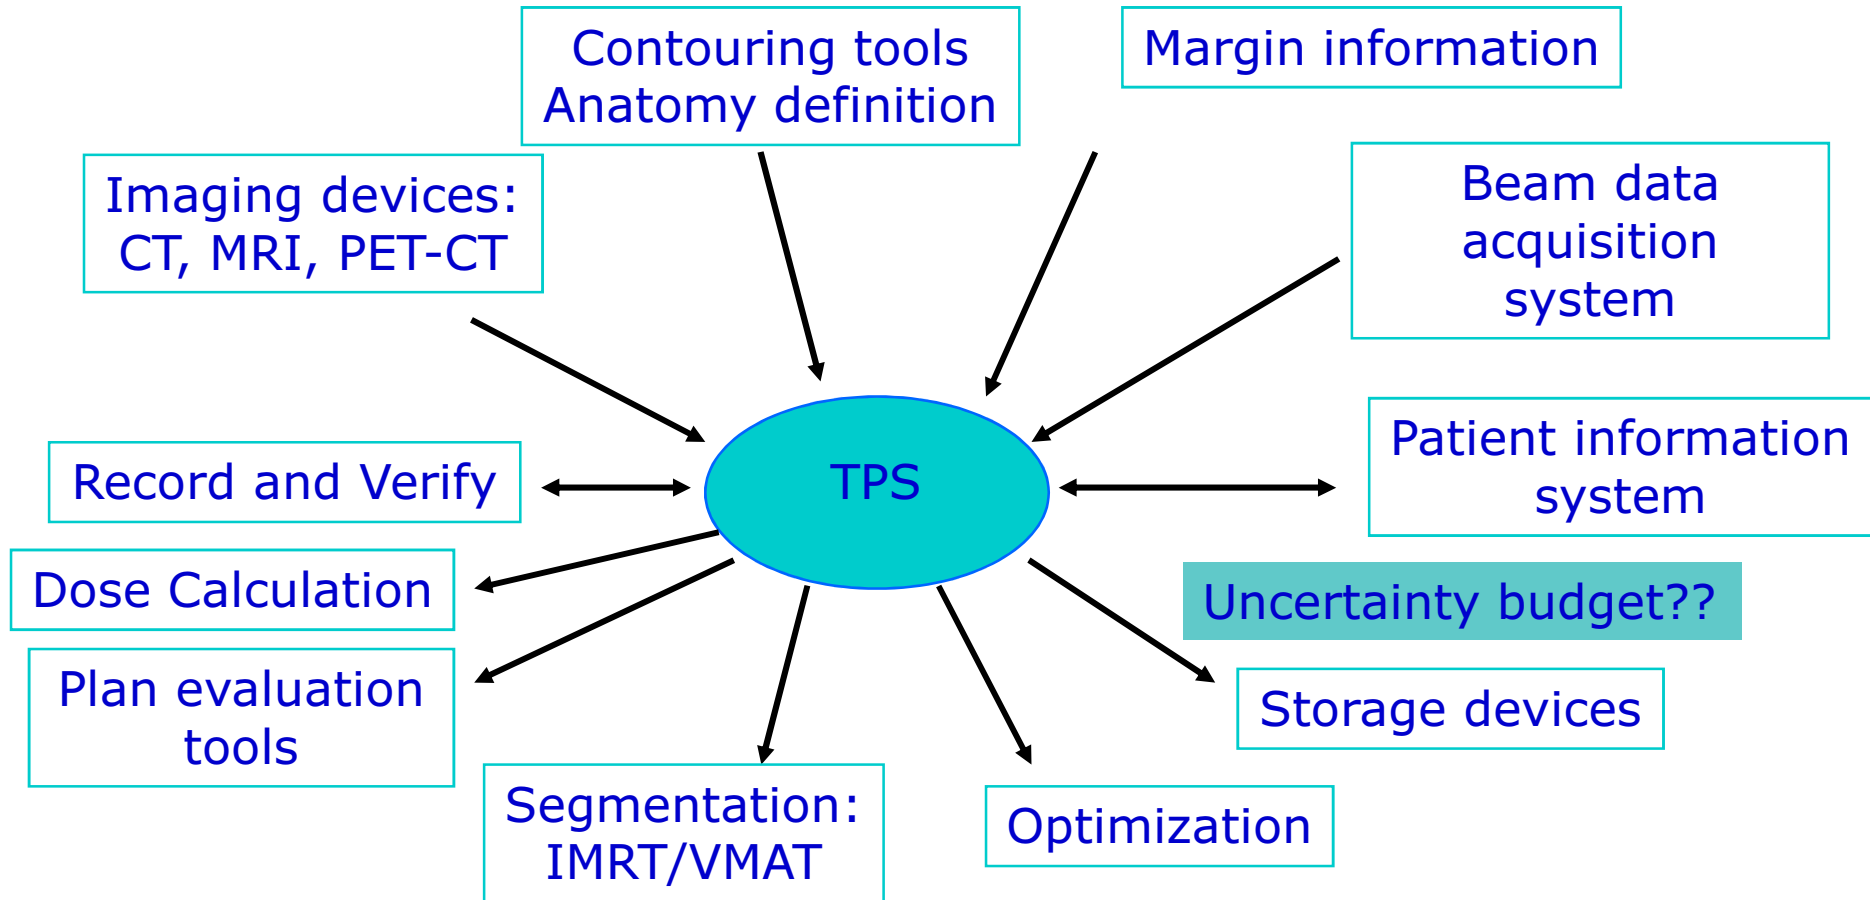 Contouring tools
Anatomy definition
Margin information
Imaging devices:
CT, MRI, PET-CT
Beam data
acquisition
system
Record and Verify
TPS
Patient information
system
Dose Calculation
Uncertainty budget??
Plan evaluation
tools
Storage devices
Segmentation:
IMRT/VMAT
Optimization